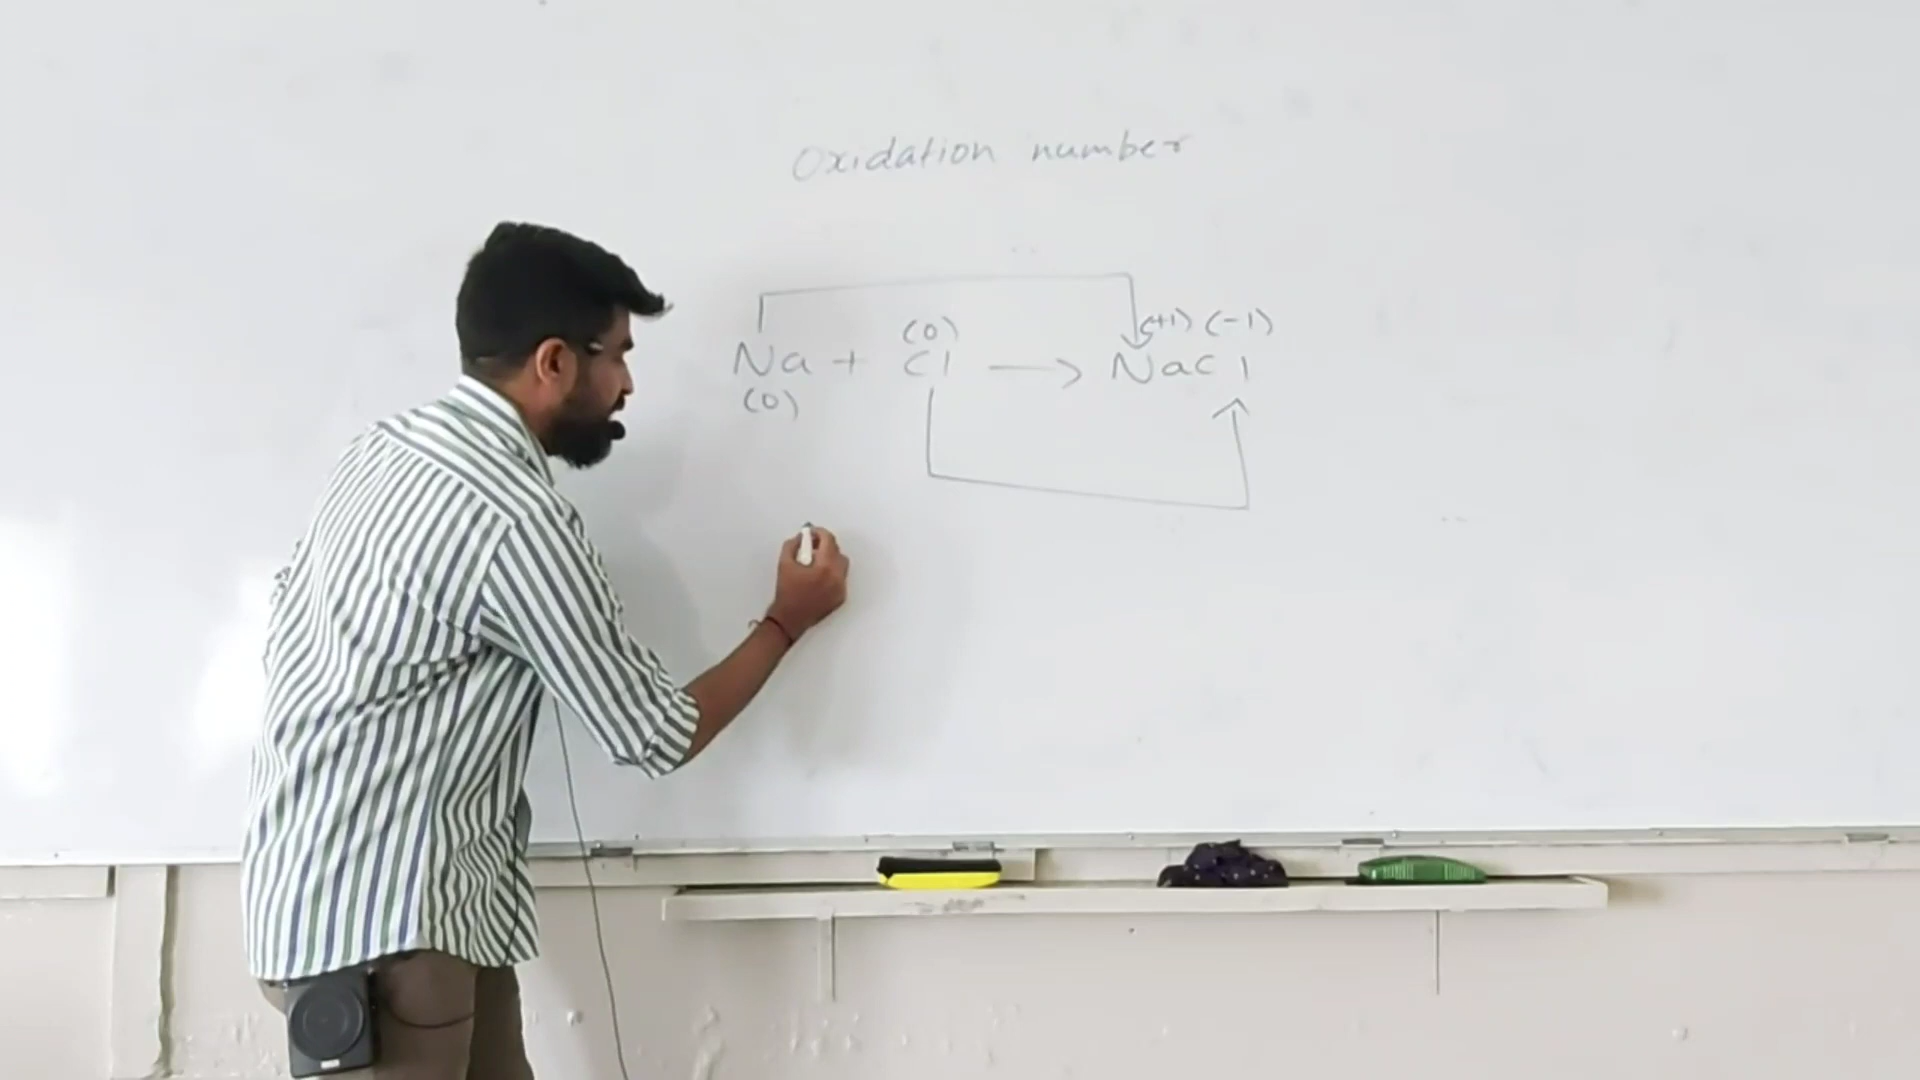 Oxidation number
(0) (+1) (-1)
Na + Cl → NaCl
(0)